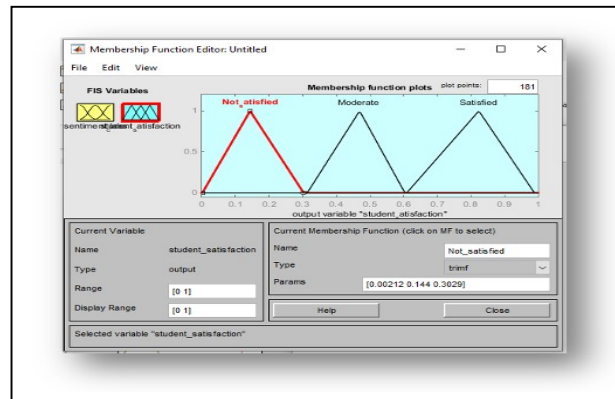 Membership Function Editor: Untitled
File Edit View
FIS Variables
Membership function plots plot points: 181
Not_satisfied Moderate Satisfied
1
0.5
0
0 0.1 0.2 0.3 0.4 0.5 0.6 0.7 0.8 0.9 1
output variable "student_atisfaction"
Current Variable
Name student_satisfaction
Type output
Range [0 1]
Display Range [0 1]
Current Membership Function (click on MF to select)
Name Not_satisfied
Type trimf
Params [0.00212 0.144 0.3029]
Help Close
Selected variable "student_satisfaction"